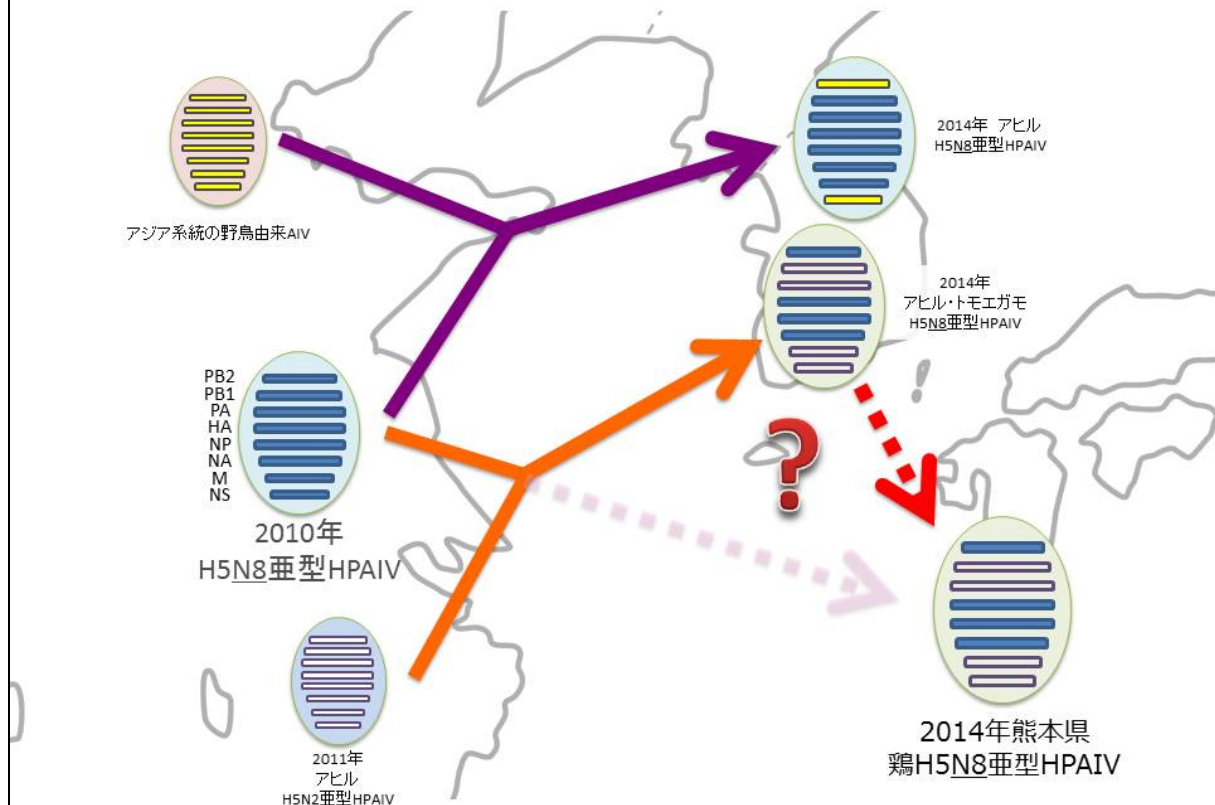 アジア系統の野鳥由来AIV
2014年 アヒル
H5N8亜型HPAIV
2014年
アヒル・トモエガモ
H5N8亜型HPAIV
PB2
PB1
PA
HA
NP
NA
M
NS
2010年
H5N8亜型HPAIV
?
2011年
アヒル
H5N2亜型HPAIV
2014年熊本県
鶏H5N8亜型HPAIV